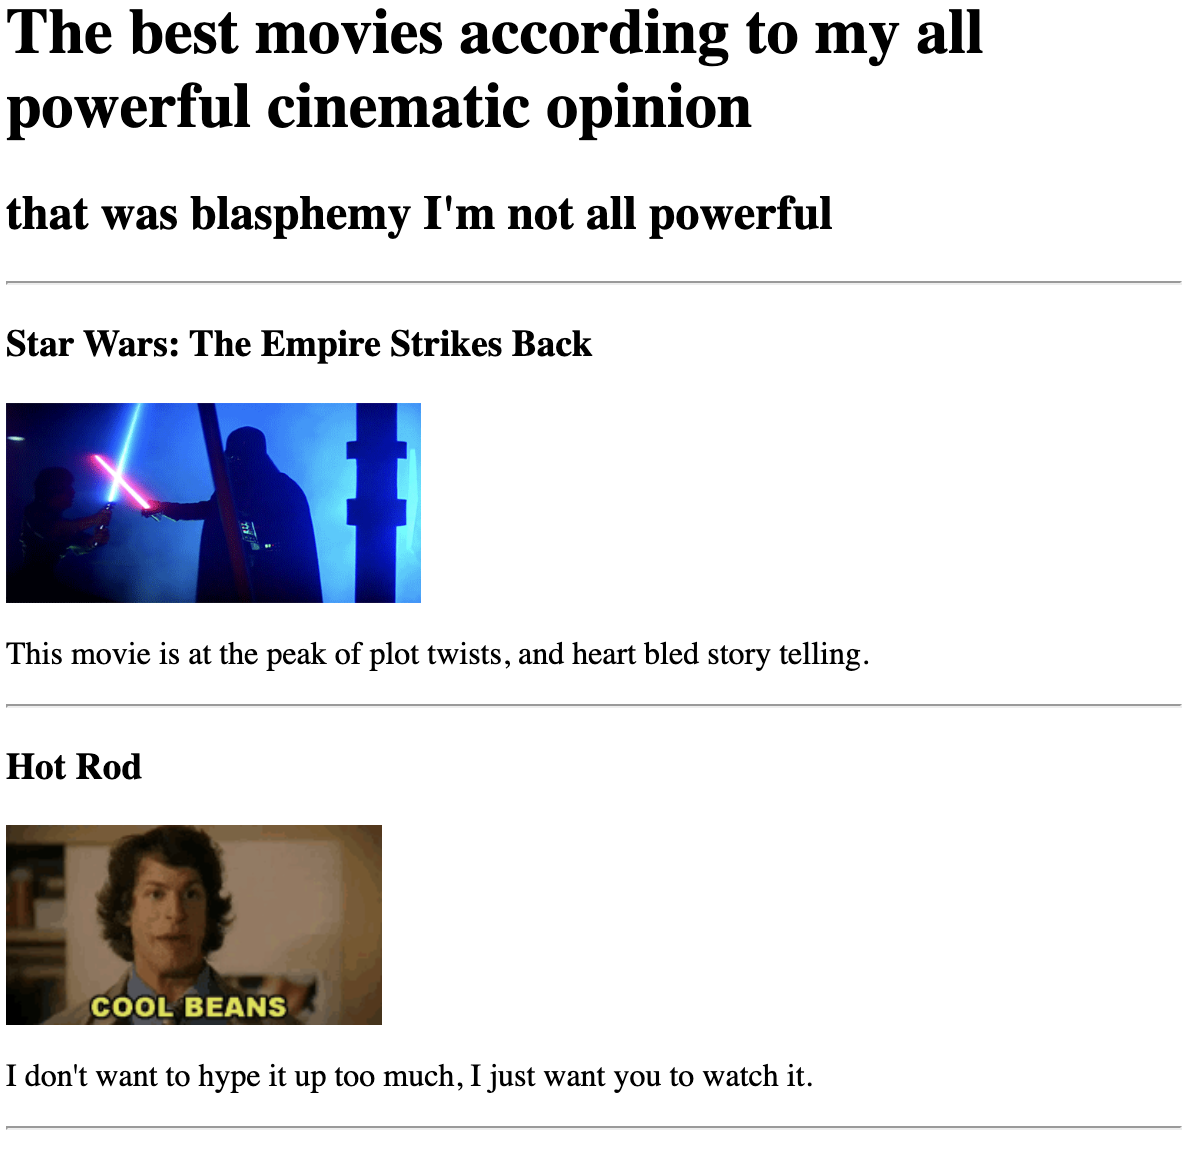 The best movies according to my all
powerful cinematic opinion
that was blasphemy I'm not all powerful
Star Wars: The Empire Strikes Back
This movie is at the peak of plot twists, and heart bled story telling.
Hot Rod
COOL BEANS
I don't want to hype it up too much, I just want you to watch it.